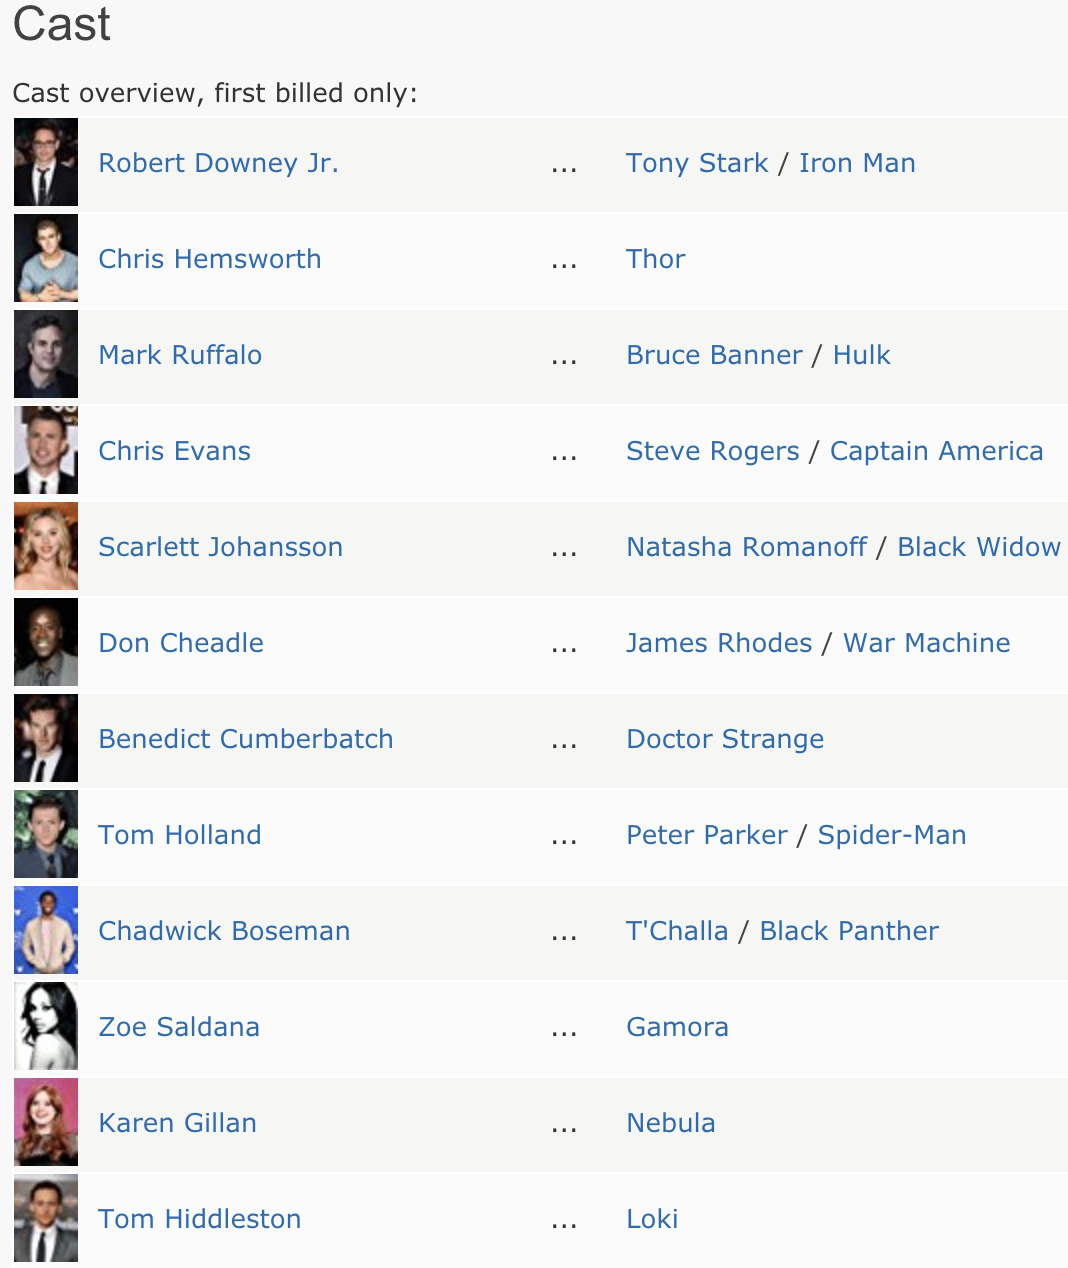 Cast
Cast overview, first billed only:
Robert Downey Jr. ... Tony Stark / Iron Man
Chris Hemsworth ... Thor
Mark Ruffalo ... Bruce Banner / Hulk
Chris Evans ... Steve Rogers / Captain America
Scarlett Johansson ... Natasha Romanoff / Black Widow
Don Cheadle ... James Rhodes / War Machine
Benedict Cumberbatch ... Doctor Strange
Tom Holland ... Peter Parker / Spider-Man
Chadwick Boseman ... T'Challa / Black Panther
Zoe Saldana ... Gamora
Karen Gillan ... Nebula
Tom Hiddleston ... Loki